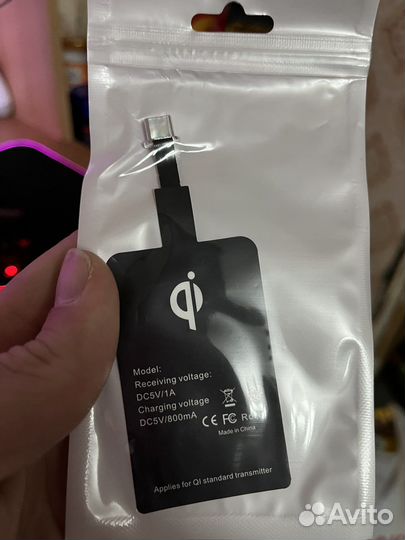 qi
Model:
Receiving voltage:
DC5V/1A
Charging voltage
DC5V/800mA
CE FC
Made in China
Applies for QI standard transmitter
Avito